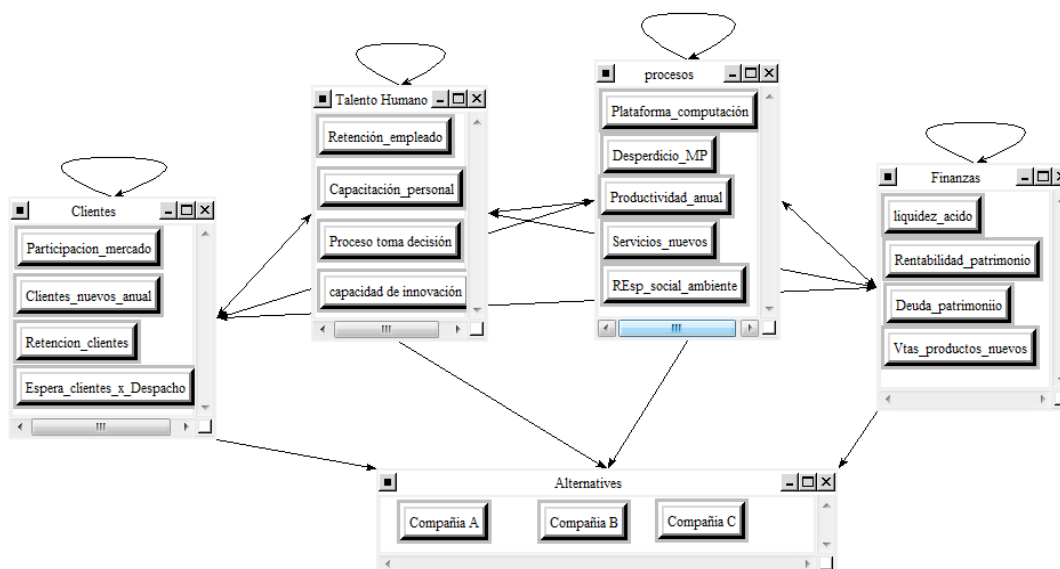 Clientes
Participacion_mercado
Clientes_nuevos_anual
Retencion_clientes
Espera_clientes_x_Despacho
Talento Humano
Retención_empleado
Capacitación_personal
Proceso toma decisión
capacidad de innovación
procesos
Plataforma_computación
Desperdicio_MP
Productividad_anual
Servicios_nuevos
REsp_social_ambiente
Finanzas
liquidez_acido
Rentabilidad_patrimonio
Deuda_patrimoniio
Vtas_productos_nuevos
Alternatives
Compañia A
Compañia B
Compañia C